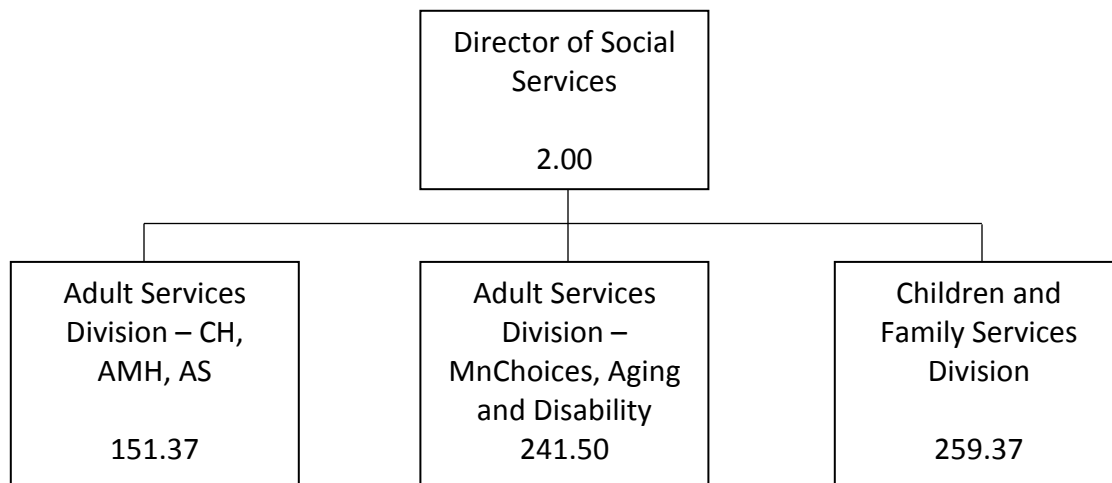 Director of Social
Services
2.00
Adult Services
Division – CH,
AMH, AS
151.37
Adult Services
Division –
MnChoices, Aging
and Disability
241.50
Children and
Family Services
Division
259.37